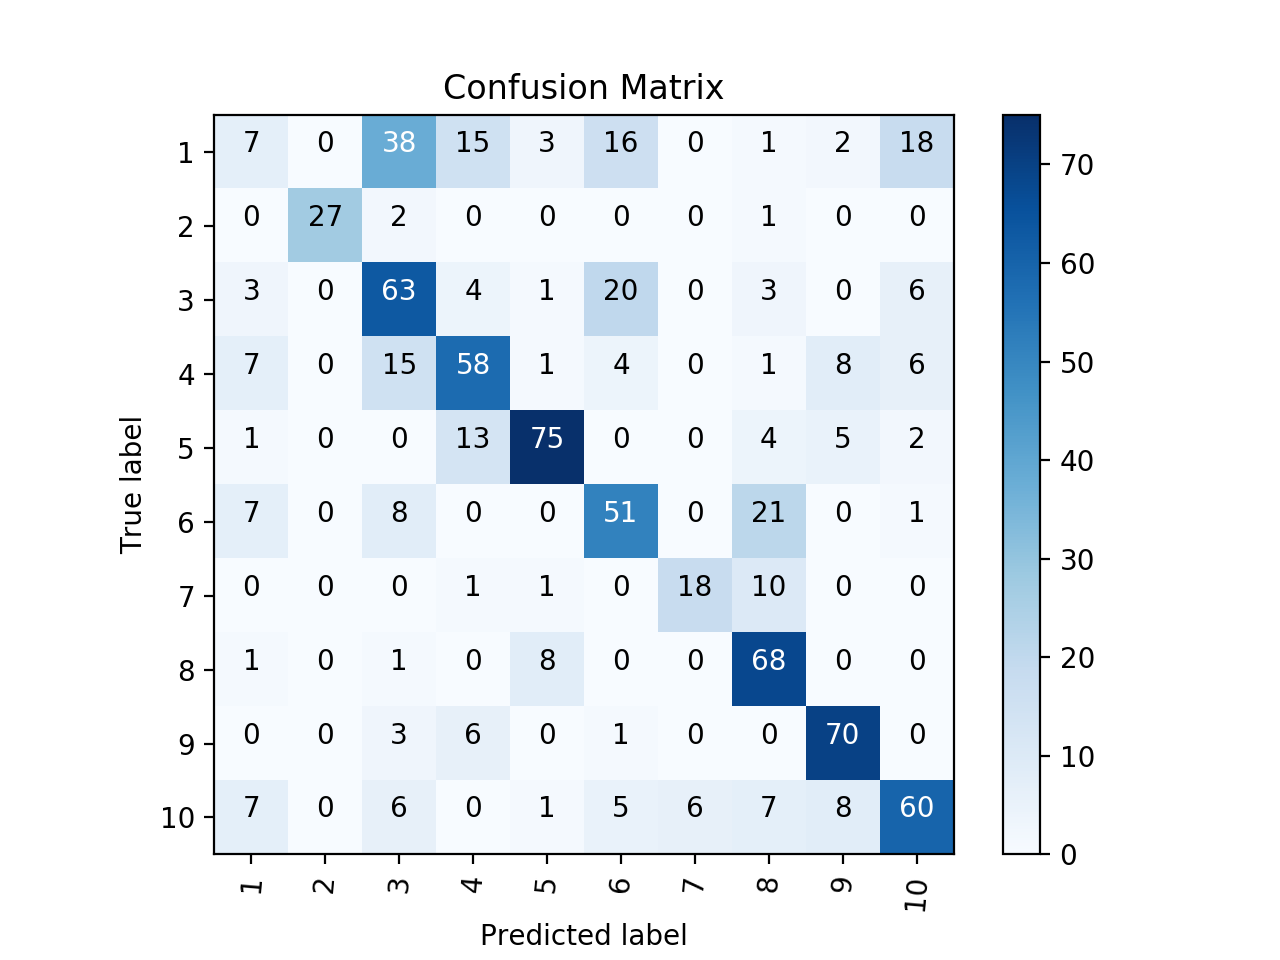 Confusion Matrix
1 7 0 38 15 3 16 0 1 2 18
2 0 27 2 0 0 0 0 1 0 0
3 3 0 63 4 1 20 0 3 0 6
4 7 0 15 58 1 4 0 1 8 6
5 1 0 0 13 75 0 0 4 5 2
6 7 0 8 0 0 51 0 21 0 1
7 0 0 0 1 1 0 18 10 0 0
8 1 0 1 0 8 0 0 68 0 0
9 0 0 3 6 0 1 0 0 70 0
10 7 0 6 0 1 5 6 7 8 60
1 2 3 4 5 6 7 8 9 10
True label
Predicted label
70
60
50
40
30
20
10
0